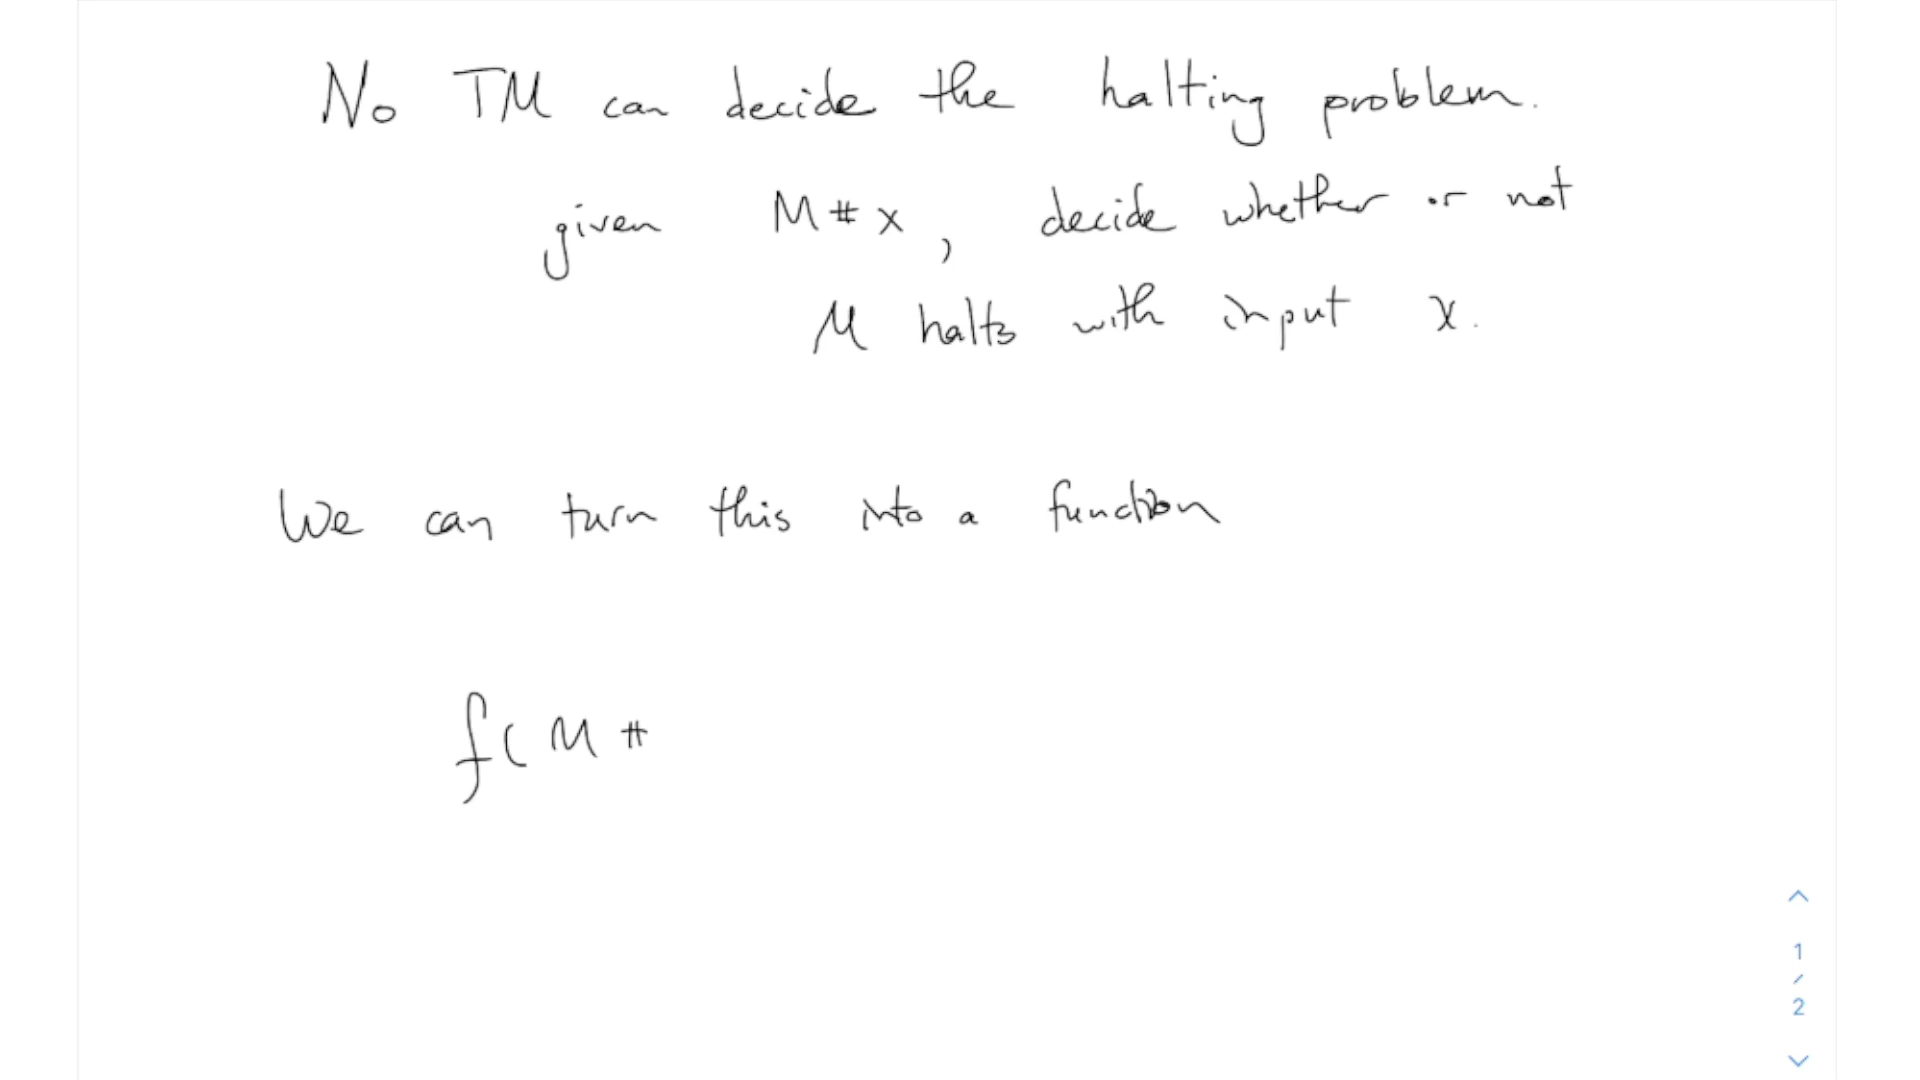 No TM can decide the halting problem.
given M # x , decide whether or not
M halts with input x.
We can turn this into a function
f ( M #
1
/
2